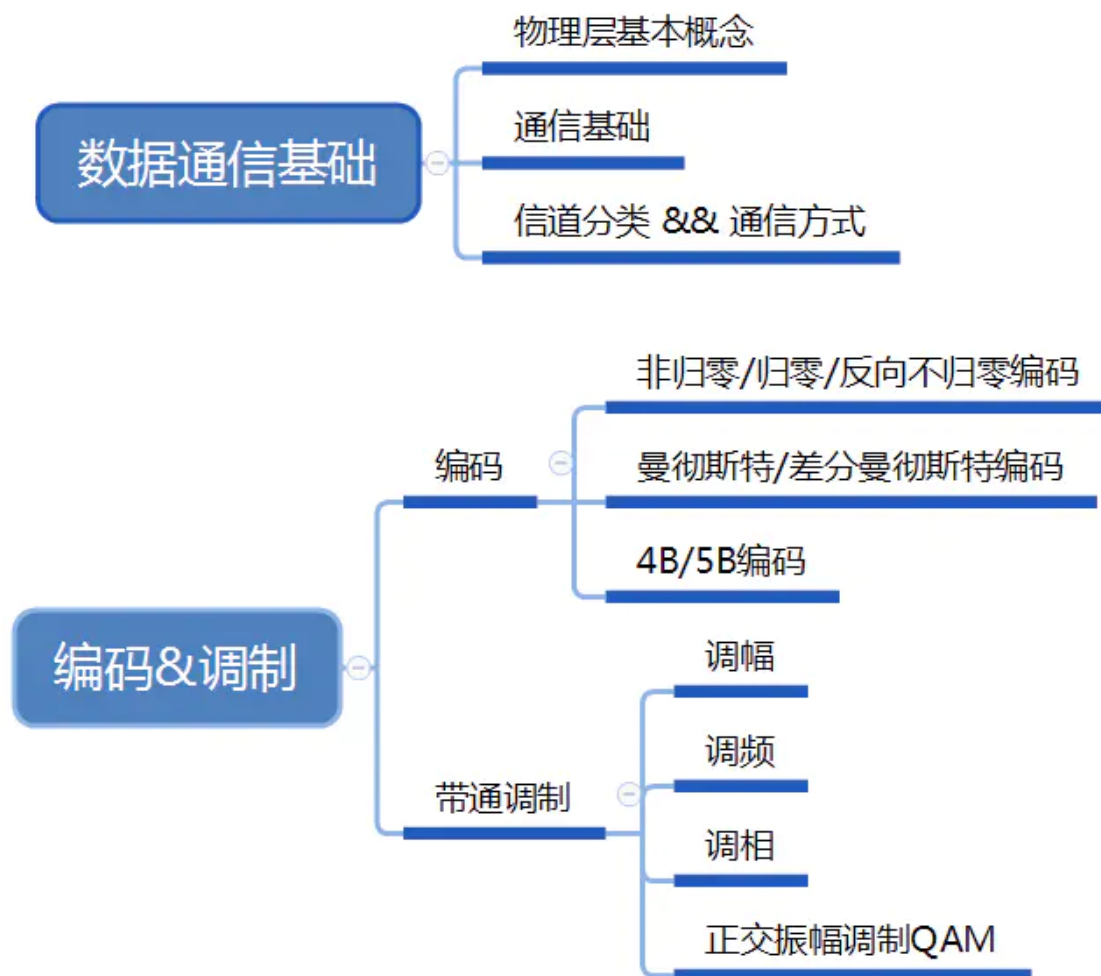 物理层基本概念
数据通信基础
通信基础
信道分类 && 通信方式
非归零/归零/反向不归零编码
编码
曼彻斯特/差分曼彻斯特编码
4B/5B编码
编码&调制
调幅
调频
带通调制
调相
正交振幅调制QAM